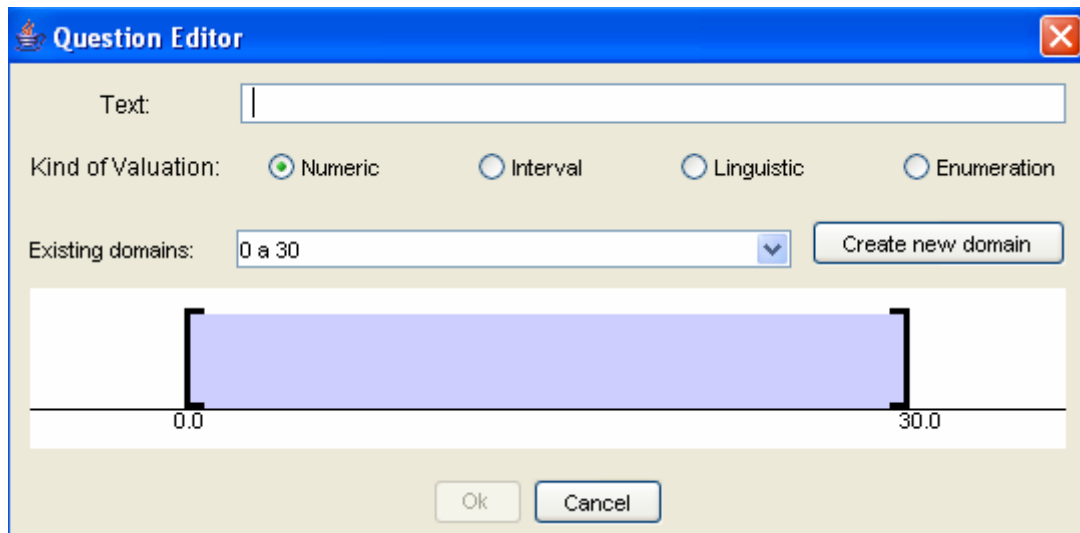 Question Editor
Text:
Kind of Valuation: Numeric Interval Linguistic Enumeration
Existing domains: 0 a 30 Create new domain
0.0 30.0
Ok Cancel